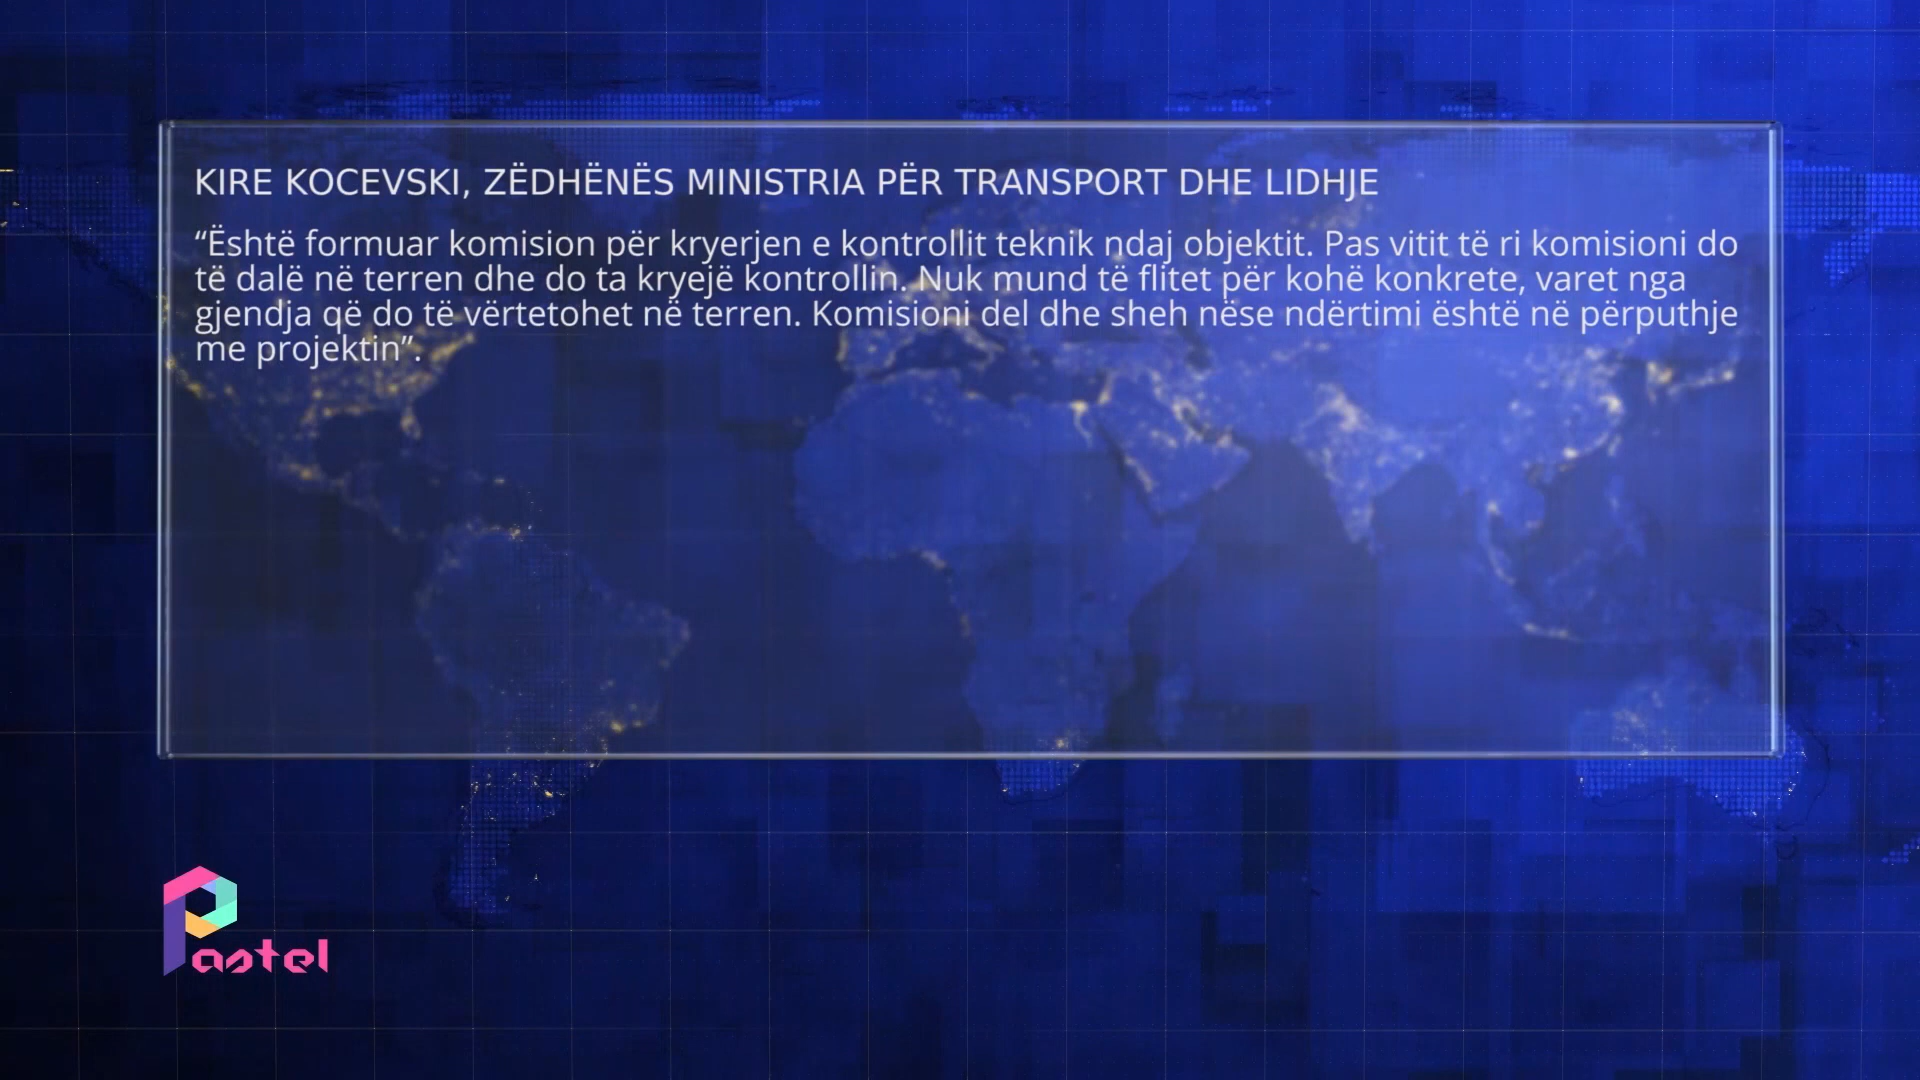 KIRE KOCEVSKI, ZËDHËNËS MINISTRIA PËR TRANSPORT DHE LIDHJE
“Është formuar komision për kryerjen e kontrollit teknik ndaj objektit. Pas vitit të ri komisioni do
të dalë në terren dhe do ta kryejë kontrollin. Nuk mund të flitet për kohë konkrete, varet nga
gjendja që do të vërtetohet në terren. Komisioni del dhe sheh nëse ndërtimi është në përputhje
me projektin”.
Pastel